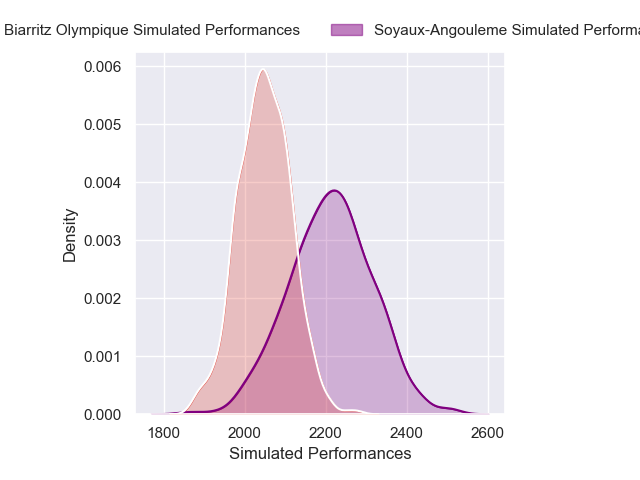 Biarritz Olympique Simulated Performances
Soyaux-Angouleme Simulated
0.006
0.005
0.004
0.003
0.002
0.001
0.000
Density
1800 2000 2200 2400 2600
Simulated Performances